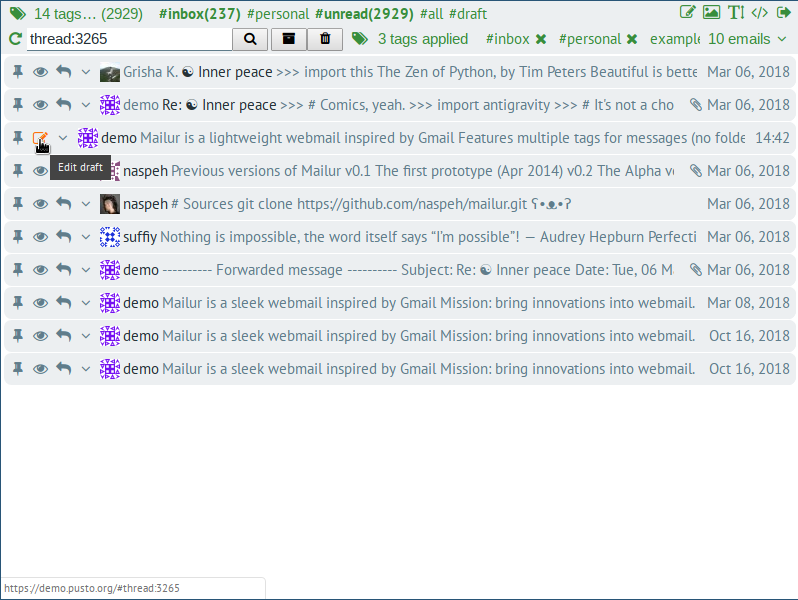 14 tags… (2929) #inbox(237) #personal #unread(2929) #all #draft
thread:3265 3 tags applied #inbox #personal example 10 emails
Grisha K. ☯ Inner peace >>> import this The Zen of Python, by Tim Peters Beautiful is bette Mar 06, 2018
demo Re: ☯ Inner peace >>> # Comics, yeah. >>> import antigravity >>> # It's not a cho Mar 06, 2018
demo Mailur is a lightweight webmail inspired by Gmail Features multiple tags for messages (no folde 14:42
Edit draft
naspeh Previous versions of Mailur v0.1 The first prototype (Apr 2014) v0.2 The Alpha ve Mar 06, 2018
naspeh # Sources git clone https://github.com/naspeh/mailur.git ʕ•ᴥ•ʔ Mar 06, 2018
suffiy Nothing is impossible, the word itself says “I’m possible”! — Audrey Hepburn Perfecti Mar 06, 2018
demo ---------- Forwarded message ---------- Subject: Re: ☯ Inner peace Date: Tue, 06 M Mar 06, 2018
demo Mailur is a sleek webmail inspired by Gmail Mission: bring innovations into webmail. Mar 08, 2018
demo Mailur is a sleek webmail inspired by Gmail Mission: bring innovations into webmail. Oct 16, 2018
demo Mailur is a sleek webmail inspired by Gmail Mission: bring innovations into webmail. Oct 16, 2018
https://demo.pusto.org/#thread:3265